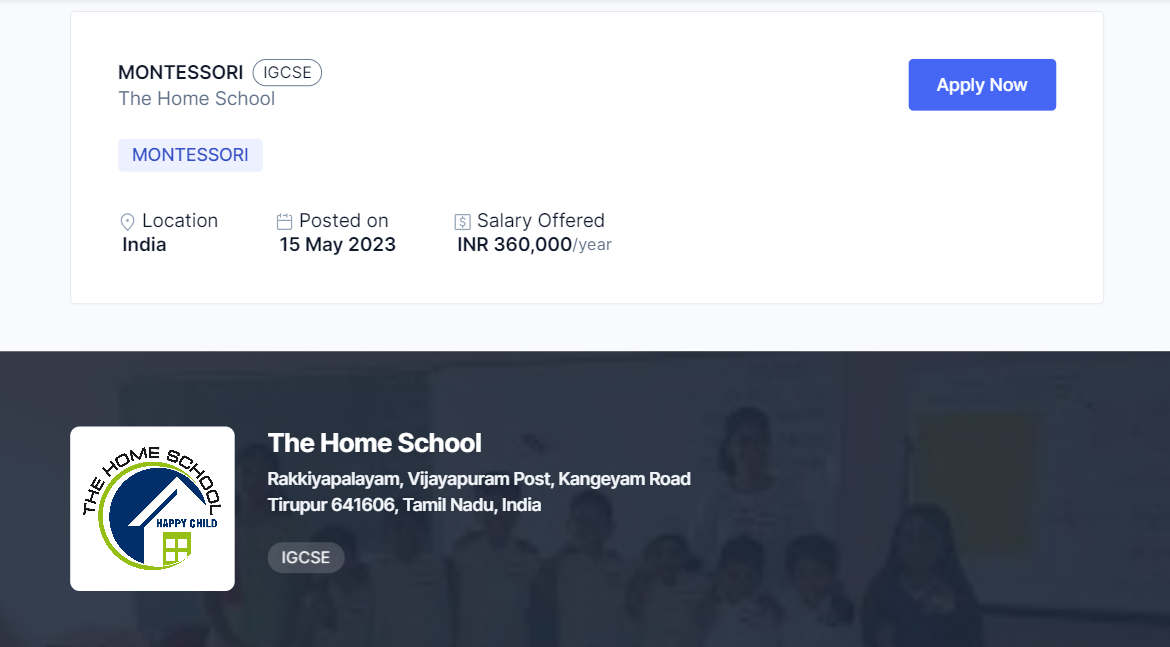 MONTESSORI IGCSE
The Home School
Apply Now
MONTESSORI
Location
India
Posted on
15 May 2023
Salary Offered
INR 360,000/year
THE HOME SCHOOL
HAPPY CHILD
The Home School
Rakkiyapalayam, Vijayapuram Post, Kangeyam Road
Tirupur 641606, Tamil Nadu, India
IGCSE